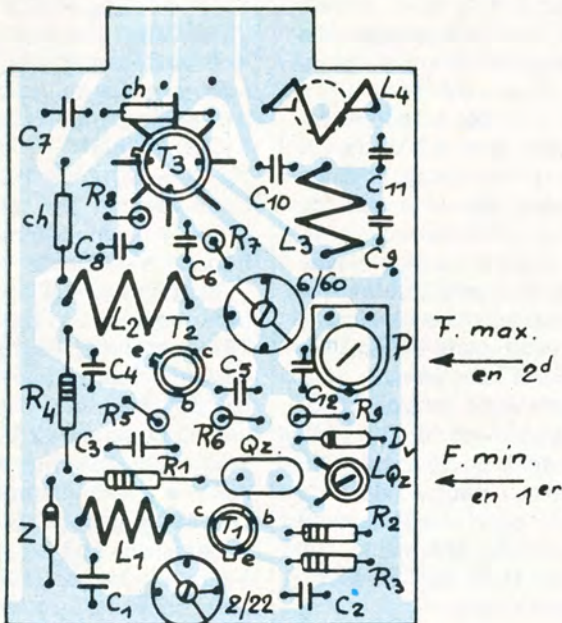 ch
L4
C7
T3
C10
C11
R8
ch
C8
C6
R7
L3
C9
6/60
L2
T2
P
F. max.
en 2d
e
c
C4
C5
b
C12
R4
R5
R6
R9
C3
Dv
Qz.
LQz
F. min.
en 1er
R1
Z
L1
c
T1
b
e
R2
R3
C1
2/22
C2